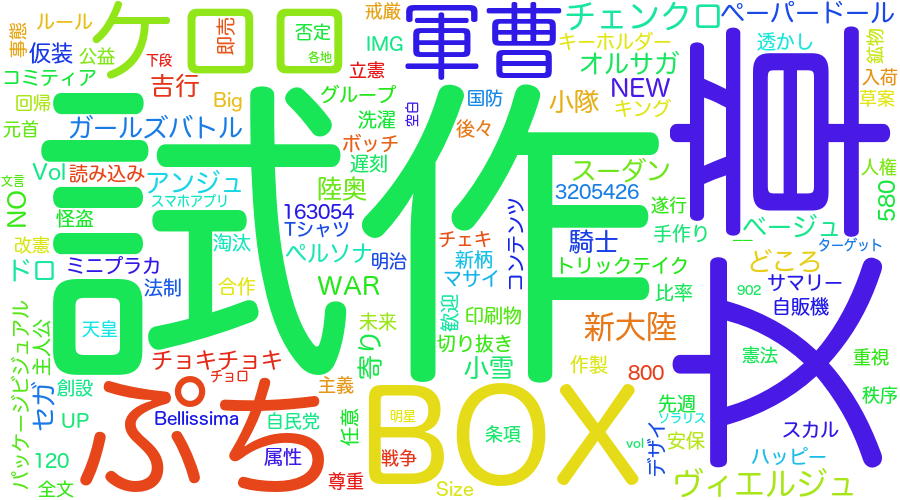 ケロロ
軍曹
試作
文章
ぷち
BOX
戒厳
ルール
事態
仮装
公益
下段
即売
否定
各地
IMG
立憲
チェンクロ
ペーパードール
キーホルダー
透かし
鉱物
オルサガ
入荷
NEW
草案
コミティア
吉行
回帰
Big
グループ
国防
空白
小隊
キング
元首
ガールズバトル
洗濯
後々
ボッチ
遅刻
Vol
読み込み
アンジュ
陸奥
スーダン
人権
文言
スマホアプリ
3205426
580
NO
怪盗
163054
Tシャツ
遂行
コンテンツ
改憲
淘汰
ペルソナ
チェキ
騎士
手作り
ベージュ
ターゲット
ドロ
ミニプラカ
明治
新柄
マサイ
トリックテイク
どころ
法制
合作
WAR
比率
902
サマリー
自販機
天皇
未来
歓迎
印刷物
新大陸
パッケージビジュアル
主人公
チョキチョキ
チョロ
寄り
切り抜き
小雪
作製
800
憲法
重視
セガ
創設
主義
先週
秩序
UP
Bellissima
自民党
任意
明星
条項
vol
デザイ
ソラリス
安保
スカル
120
属性
戦争
ハッピー
全文
尊重
Size
ヴィエルジュ